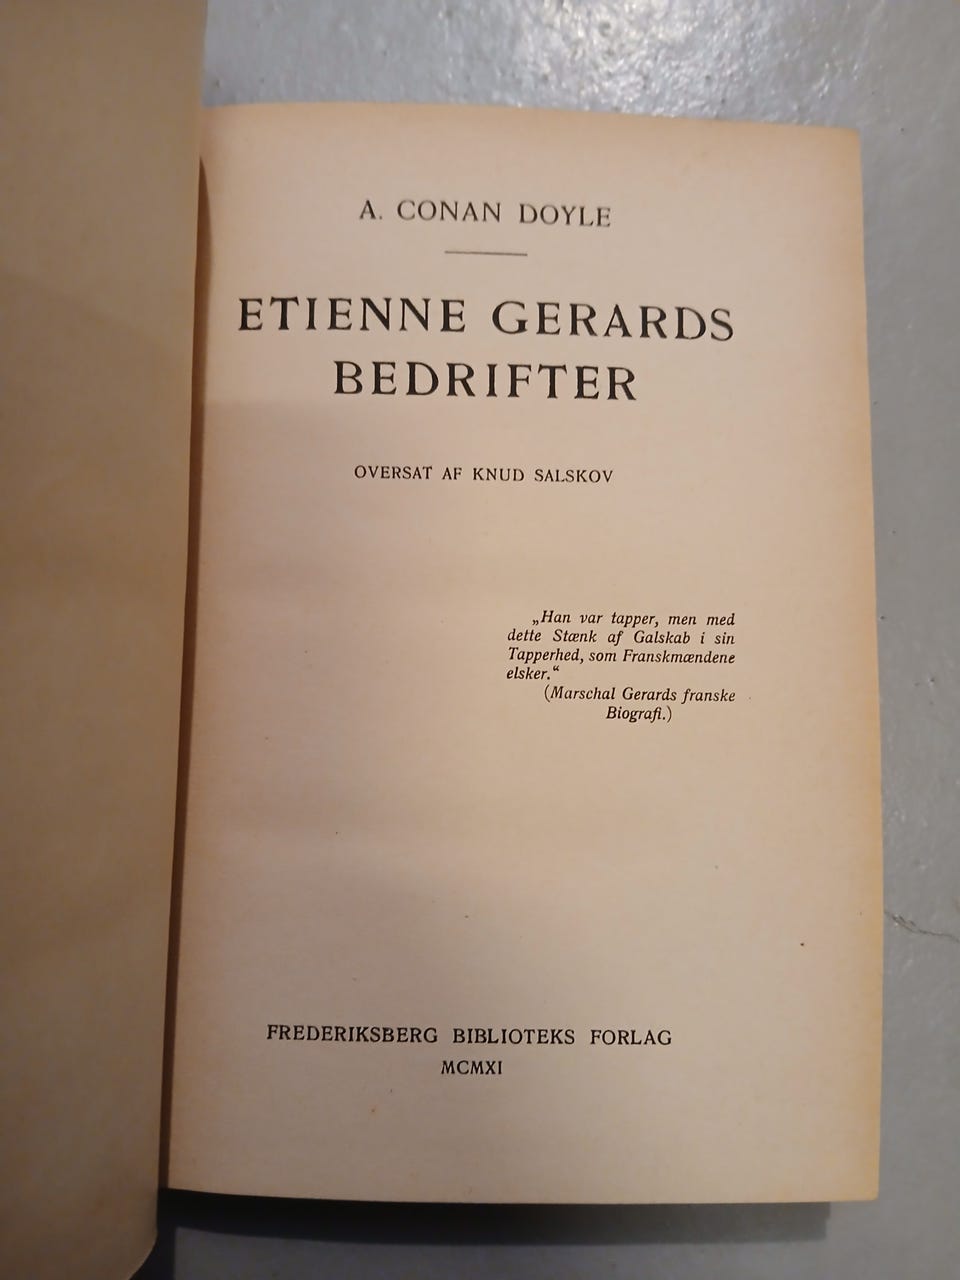 A. CONAN DOYLE
ETIENNE GERARDS
BEDRIFTER
OVERSAT AF KNUD SALSKOV
„Han var tapper, men med
dette Stænk af Galskab i sin
Tapperhed, som Franskmændene
elsker.“
(Marschal Gerards franske
Biografi.)
FREDERIKSBERG BIBLIOTEKS FORLAG
MCMXI